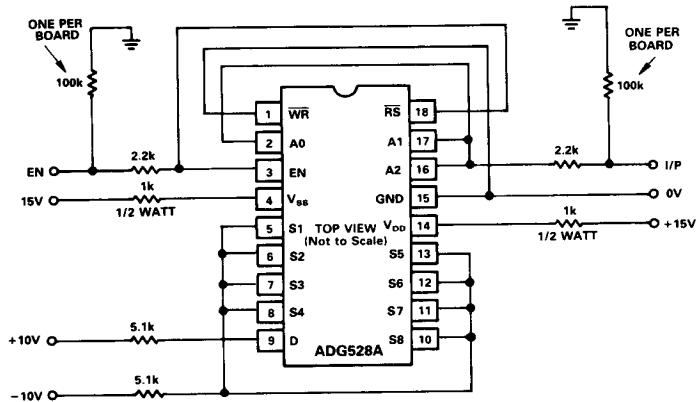 ONE PER
BOARD
100k
ONE PER
BOARD
100k
1
W̅R̅
R̅S̅
18
2
A0
A1
17
EN
2.2k
3
EN
A2
16
2.2k
I/P
15V
1k
1/2 WATT
4
VSS
GND
15
0V
5
S1
TOP VIEW
(Not to Scale)
VDD
14
1k
1/2 WATT
+15V
6
S2
S5
13
7
S3
S6
12
8
S4
S7
11
+10V
5.1k
9
D
S8
10
ADG528A
-10V
5.1k